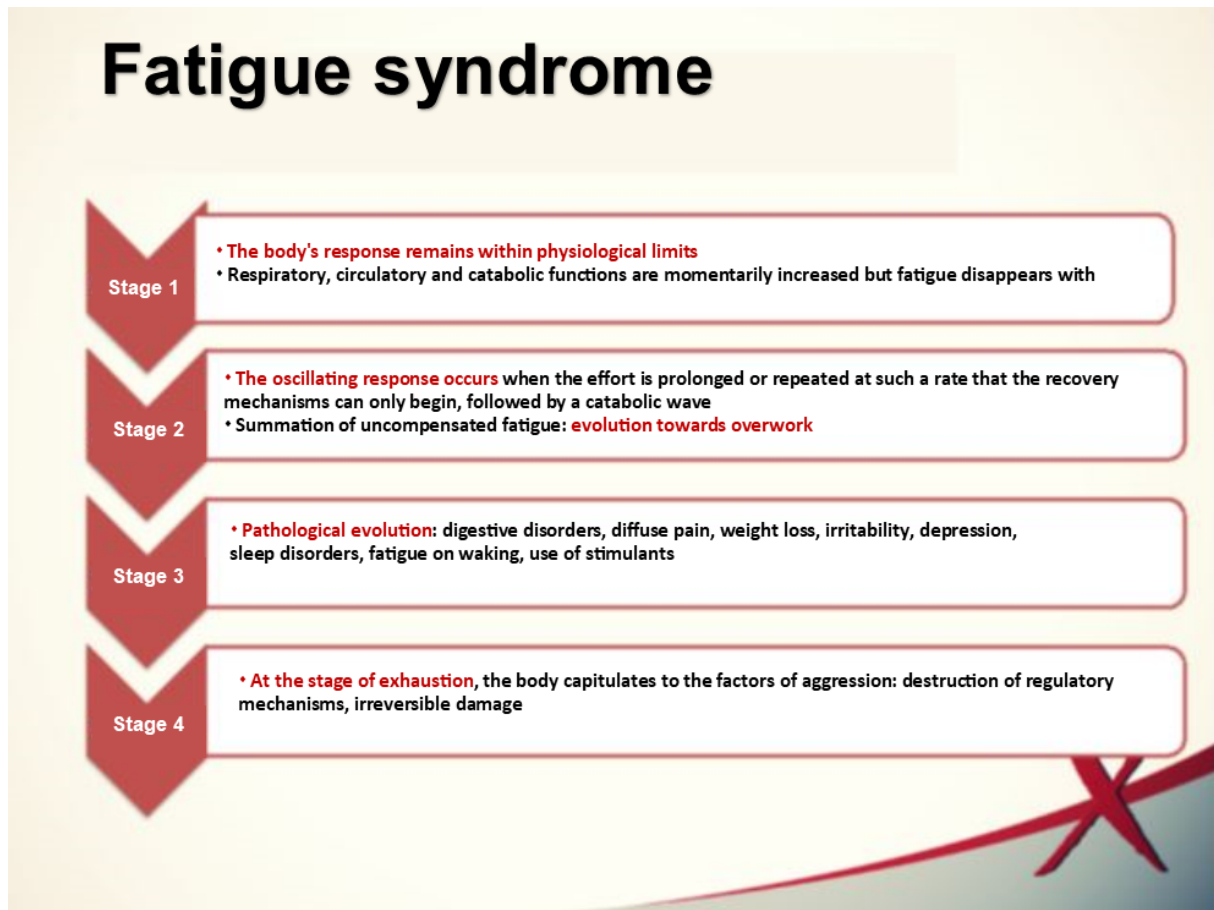 Fatigue syndrome
Stage 1
• The body's response remains within physiological limits
• Respiratory, circulatory and catabolic functions are momentarily increased but fatigue disappears with
Stage 2
• The oscillating response occurs when the effort is prolonged or repeated at such a rate that the recovery
mechanisms can only begin, followed by a catabolic wave
• Summation of uncompensated fatigue: evolution towards overwork
Stage 3
• Pathological evolution: digestive disorders, diffuse pain, weight loss, irritability, depression,
sleep disorders, fatigue on waking, use of stimulants
Stage 4
• At the stage of exhaustion, the body capitulates to the factors of aggression: destruction of regulatory
mechanisms, irreversible damage